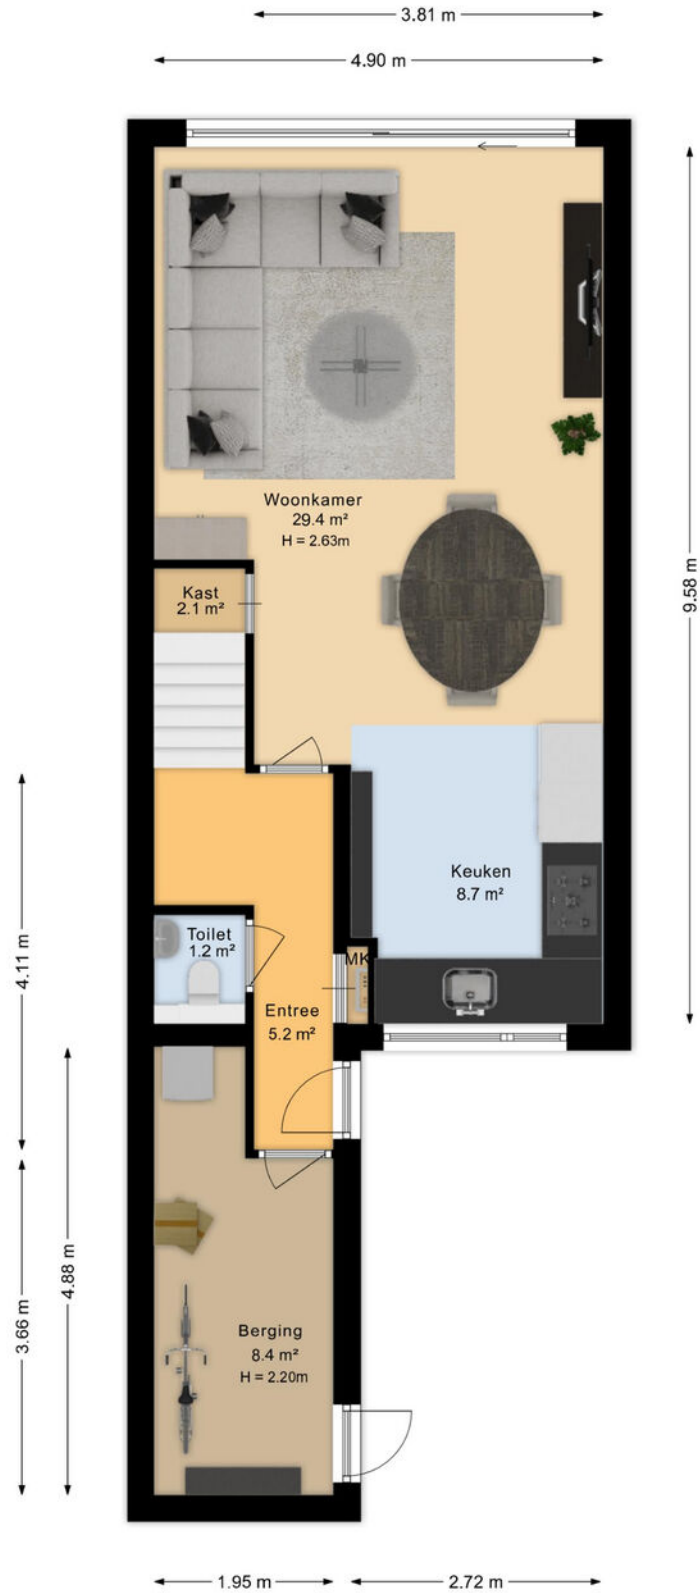 3.81 m
4.90 m
Woonkamer
29.4 m²
H = 2.63m
9.58 m
Kast
2.1 m²
Keuken
8.7 m²
Toilet
1.2 m²
MK
4.11 m
Entree
5.2 m²
4.88 m
3.66 m
Berging
8.4 m²
H = 2.20m
1.95 m
2.72 m